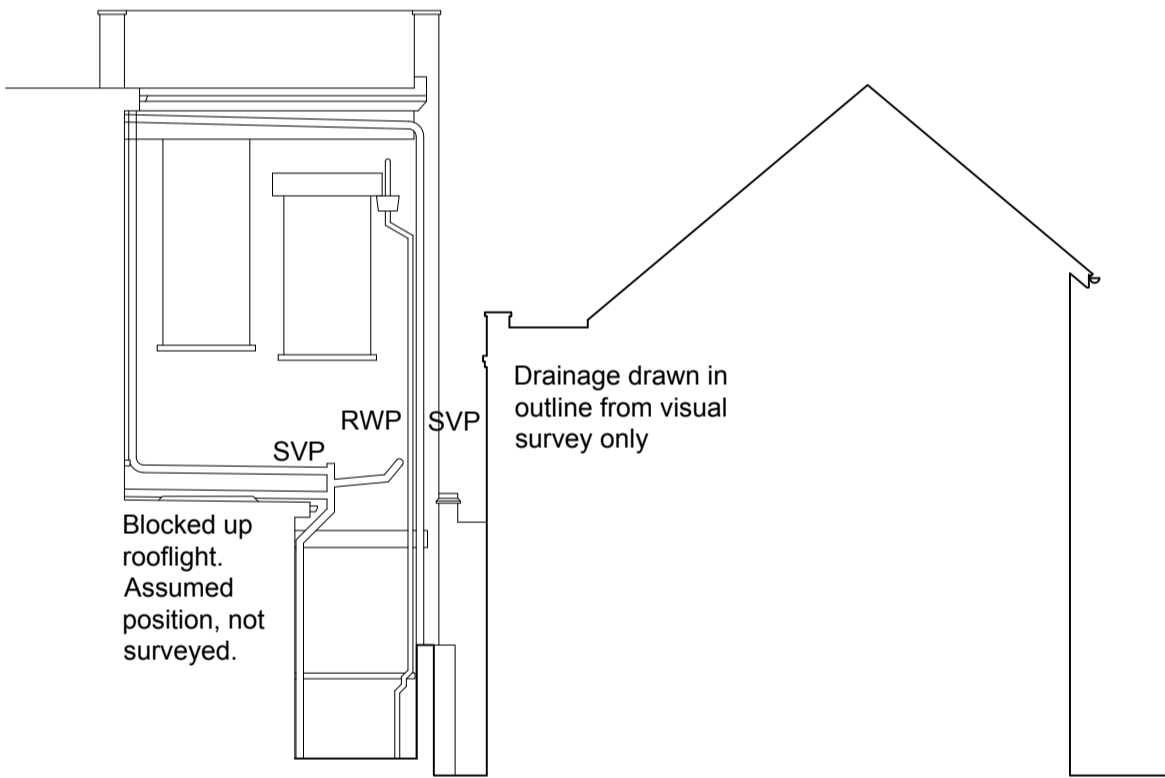 Drainage drawn in
outline from visual
survey only
RWP
SVP
SVP
Blocked up
rooflight.
Assumed
position, not
surveyed.